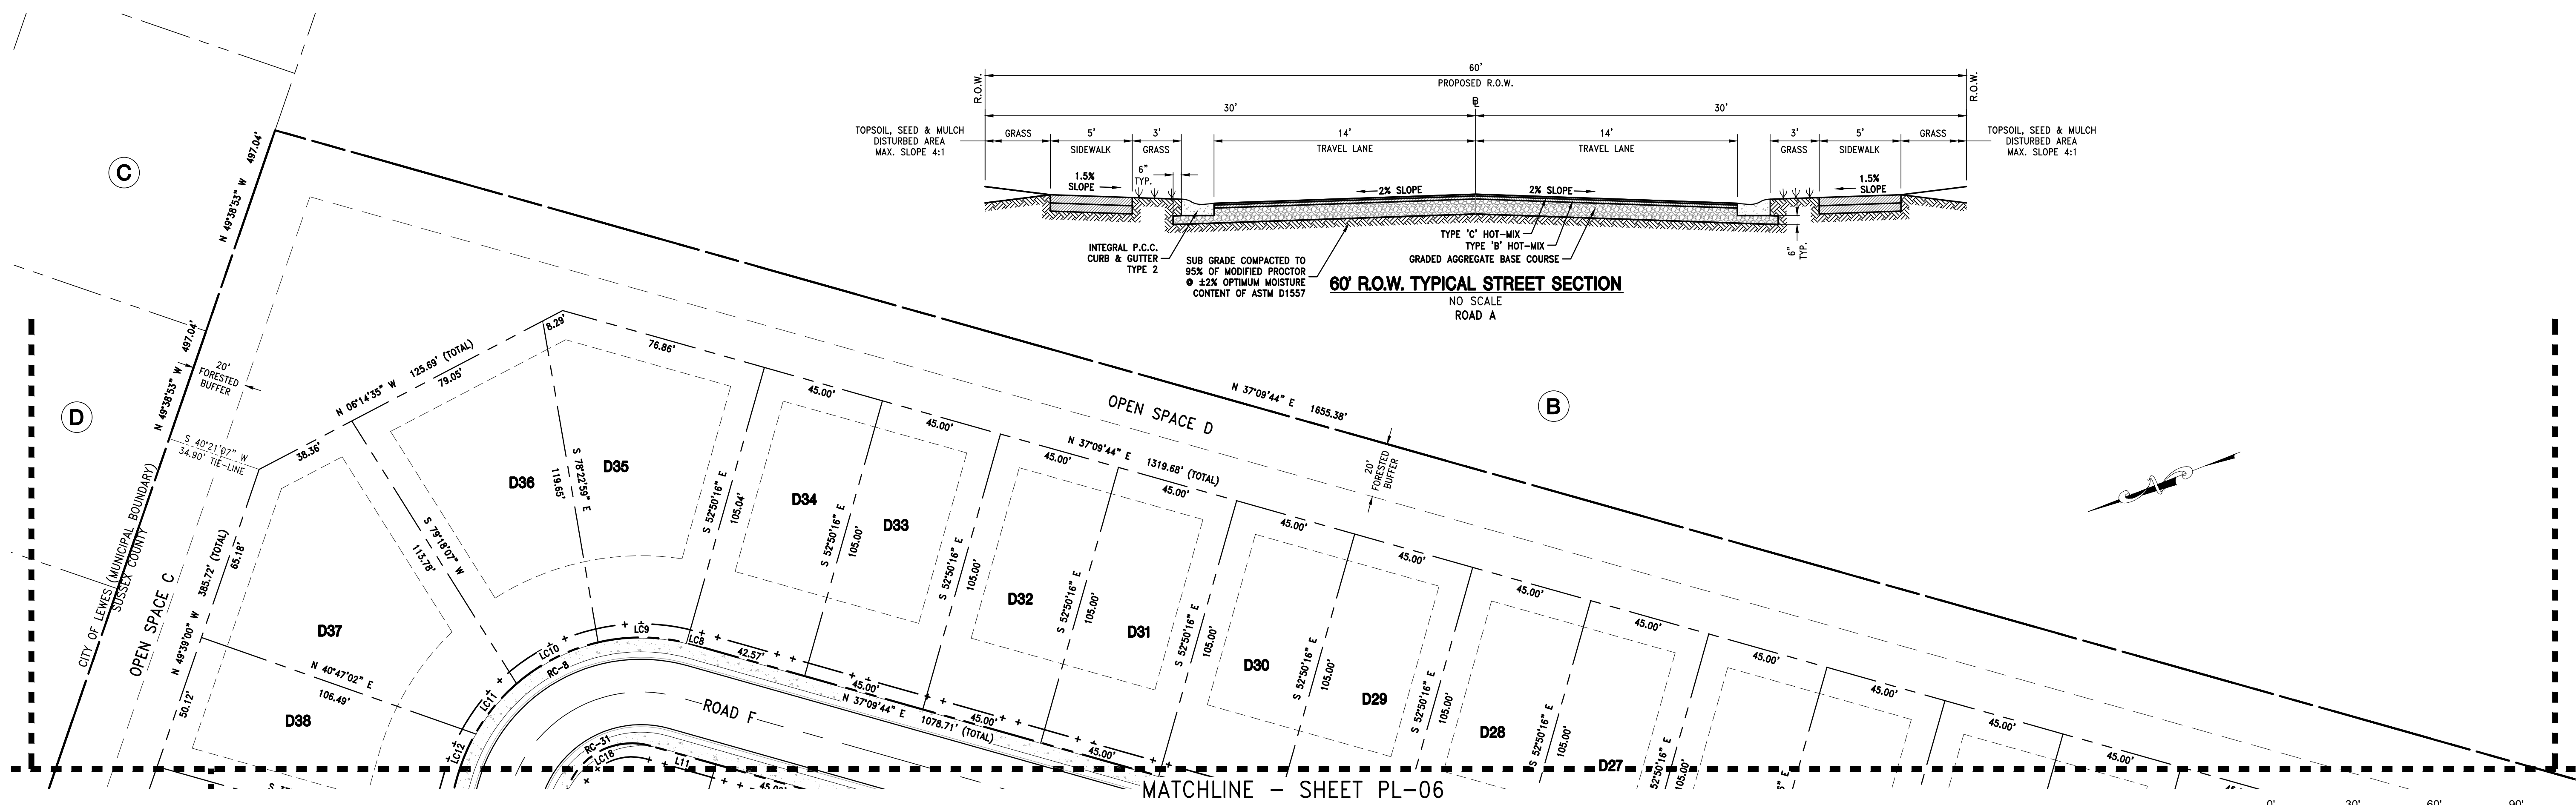 60'
PROPOSED R.O.W.
R.O.W.
R.O.W.
30'
30'
TOPSOIL, SEED & MULCH
DISTURBED AREA
MAX. SLOPE 4:1
GRASS
5'
SIDEWALK
3'
GRASS
14'
TRAVEL LANE
14'
TRAVEL LANE
3'
GRASS
5'
SIDEWALK
GRASS
TOPSOIL, SEED & MULCH
DISTURBED AREA
MAX. SLOPE 4:1
1.5%
SLOPE
6"
TYP.
2% SLOPE
2% SLOPE
1.5%
SLOPE
INTEGRAL P.C.C.
CURB & GUTTER
TYPE 2
SUB GRADE COMPACTED TO
95% OF MODIFIED PROCTOR
@ ±2% OPTIMUM MOISTURE
CONTENT OF ASTM D1557
TYPE 'C' HOT-MIX
TYPE 'B' HOT-MIX
GRADED AGGREGATE BASE COURSE
6"
TYP.
60' R.O.W. TYPICAL STREET SECTION
NO SCALE
ROAD A
C
D
B
N 49°38'53" W 497.04'
N 49°38'53" W 497.04'
20'
FORESTED
BUFFER
S 40°21'07" W
34.90' TIE-LINE
CITY OF LEWES (MUNICIPAL BOUNDARY)
SUSSEX COUNTY
OPEN SPACE C
N 49°39'00" W 385.72' (TOTAL)
65.18'
50.12'
N 06°14'35" W 125.69' (TOTAL)
38.36'
79.05'
8.29'
76.86'
45.00'
45.00'
N 37°09'44" E 1319.68' (TOTAL)
45.00'
45.00'
45.00'
45.00'
45.00'
45.00'
45.00'
45.00'
45.00'
OPEN SPACE D
N 37°09'44" E 1655.38'
20'
FORESTED
BUFFER
D38
D37
D36
D35
D34
D33
D32
D31
D30
D29
D28
D27
N 40°47'02" E
106.49'
S 79°18'07" W
113.78'
S 78°22'59" E
119.65'
S 52°50'16" E
105.04'
S 52°50'16" E
105.00'
S 52°50'16" E
105.00'
S 52°50'16" E
105.00'
S 52°50'16" E
105.00'
S 52°50'16" E
105.00'
S 52°50'16" E
105.00'
S 52°50'16" E
105.00'
S 52°50'16" E
105.00'
LC12
LC11
LC10
LC9
LC8
RC-8
42.57'
45.00'
45.00'
45.00'
N 37°09'44" E 1078.71' (TOTAL)
ROAD F
RC-31
LC18
L11
MATCHLINE - SHEET PL-06
0'
30'
60'
90'